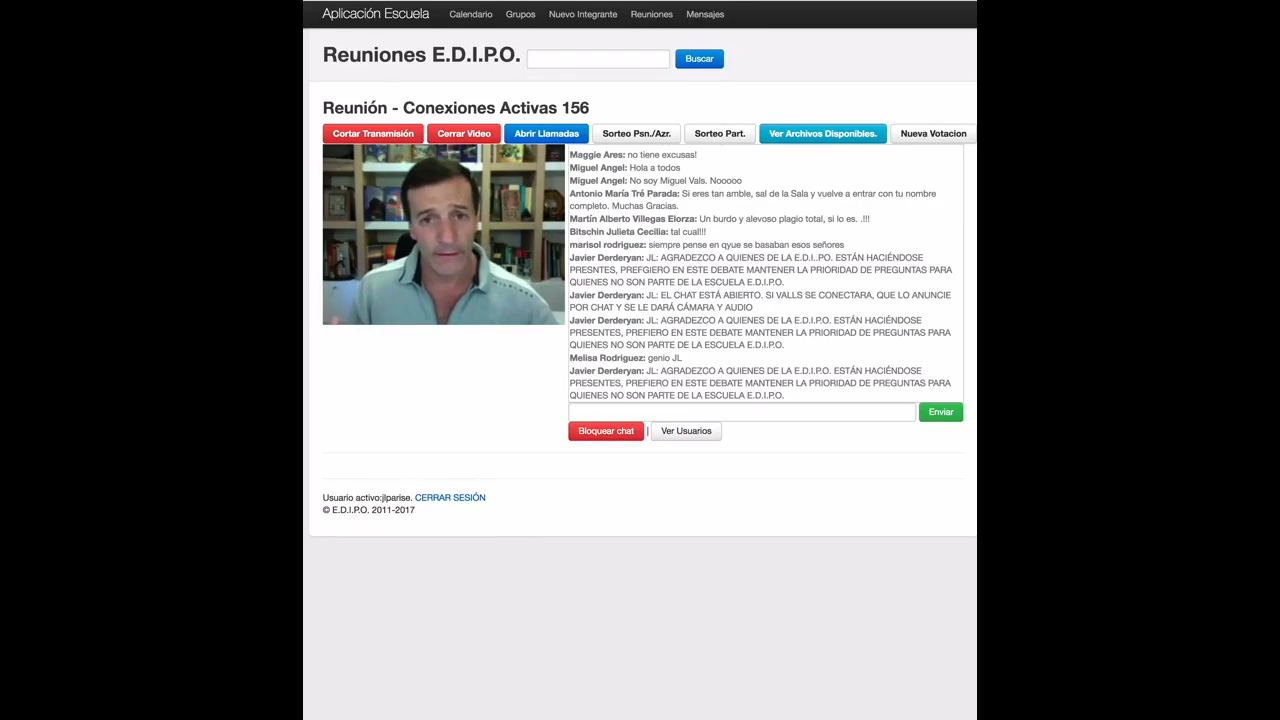 Aplicación Escuela Calendario Grupos Nuevo Integrante Reuniones Mensajes
Reuniones E.D.I.P.O. Buscar
Reunión - Conexiones Activas 156
Cortar Transmisión Cerrar Video Abrir Llamadas Sorteo Psn./Azr. Sorteo Part. Ver Archivos Disponibles. Nueva Votacion
Maggie Ares: no tiene excusas!
Miguel Angel: Hola a todos
Miguel Angel: No soy Miguel Vals. Nooooo
Antonio María Tré Parada: Si eres tan amble, sal de la Sala y vuelve a entrar con tu nombre
completo. Muchas Gracias.
Martín Alberto Villegas Elorza: Un burdo y alevoso plagio total, si lo es. .!!!
Bitschin Julieta Cecilia: tal cual!!!
marisol rodriguez: siempre pense en qyue se basaban esos señores
Javier Derderyan: JL: AGRADEZCO A QUIENES DE LA E.D.I..PO. ESTÁN HACIÉNDOSE
PRESNTES, PREFGIERO EN ESTE DEBATE MANTENER LA PRIORIDAD DE PREGUNTAS PARA
QUIENES NO SON PARTE DE LA ESCUELA E.D.I.P.O.
Javier Derderyan: JL: EL CHAT ESTÁ ABIERTO. SI VALLS SE CONECTARA, QUE LO ANUNCIE
POR CHAT Y SE LE DARÁ CÁMARA Y AUDIO
Javier Derderyan: JL: AGRADEZCO A QUIENES DE LA E.D.I.P.O. ESTÁN HACIÉNDOSE
PRESENTES, PREFIERO EN ESTE DEBATE MANTENER LA PRIORIDAD DE PREGUNTAS PARA
QUIENES NO SON PARTE DE LA ESCUELA E.D.I.P.O.
Melisa Rodriguez: genio JL
Javier Derderyan: JL: AGRADEZCO A QUIENES DE LA E.D.I.P.O. ESTÁN HACIÉNDOSE
PRESENTES, PREFIERO EN ESTE DEBATE MANTENER LA PRIORIDAD DE PREGUNTAS PARA
QUIENES NO SON PARTE DE LA ESCUELA E.D.I.P.O.
Enviar
Bloquear chat | Ver Usuarios
Usuario activo:jlparise. CERRAR SESIÓN
© E.D.I.P.O. 2011-2017